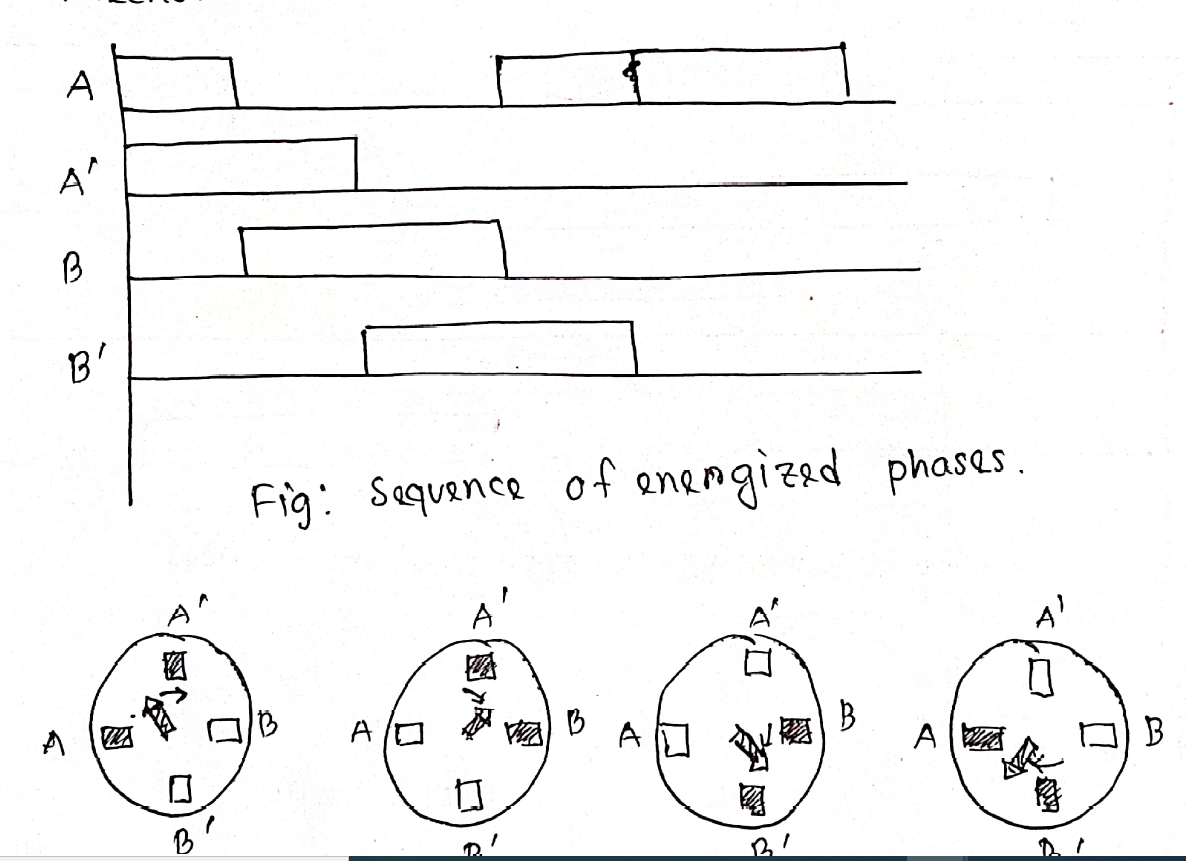 A
A'
B
B'
Fig: Sequence of energized phases.
A' A' A' A'
A B A B A B A B
B' B' B' B'